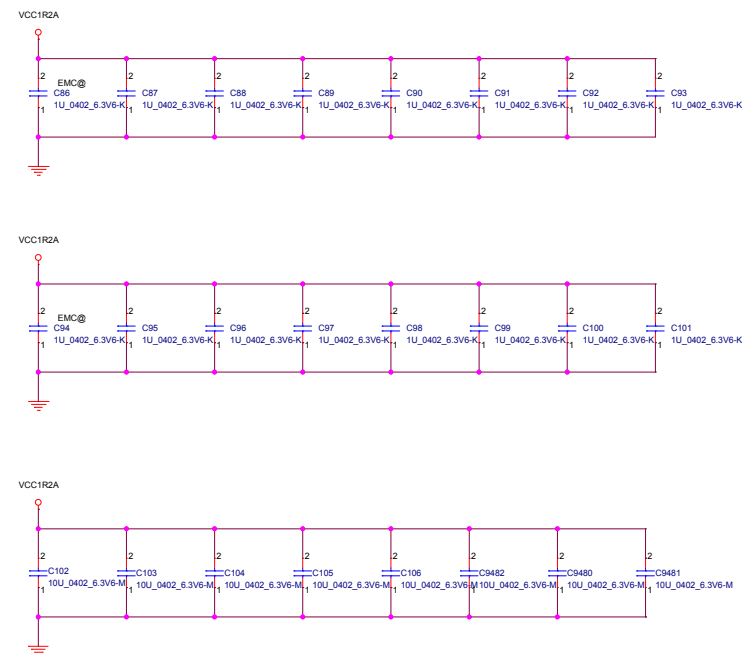 VCC1R2A
2 2 2 2 2 2 2 2
EMC@
C86 C87 C88 C89 C90 C91 C92 C93
1U_0402_6.3V6-K 1U_0402_6.3V6-K 1U_0402_6.3V6-K 1U_0402_6.3V6-K 1U_0402_6.3V6-K 1U_0402_6.3V6-K 1U_0402_6.3V6-K 1U_0402_6.3V6-K
1 1 1 1 1 1 1 1
VCC1R2A
2 2 2 2 2 2 2 2
EMC@
C94 C95 C96 C97 C98 C99 C100 C101
1U_0402_6.3V6-K 1U_0402_6.3V6-K 1U_0402_6.3V6-K 1U_0402_6.3V6-K 1U_0402_6.3V6-K 1U_0402_6.3V6-K 1U_0402_6.3V6-K 1U_0402_6.3V6-K
1 1 1 1 1 1 1 1
VCC1R2A
2 2 2 2 2 2 2 2
C102 C103 C104 C105 C106 C9482 C9480 C9481
10U_0402_6.3V6-M 10U_0402_6.3V6-M 10U_0402_6.3V6-M 10U_0402_6.3V6-M 10U_0402_6.3V6-M 10U_0402_6.3V6-M 10U_0402_6.3V6-M 10U_0402_6.3V6-M
1 1 1 1 1 1 1 1